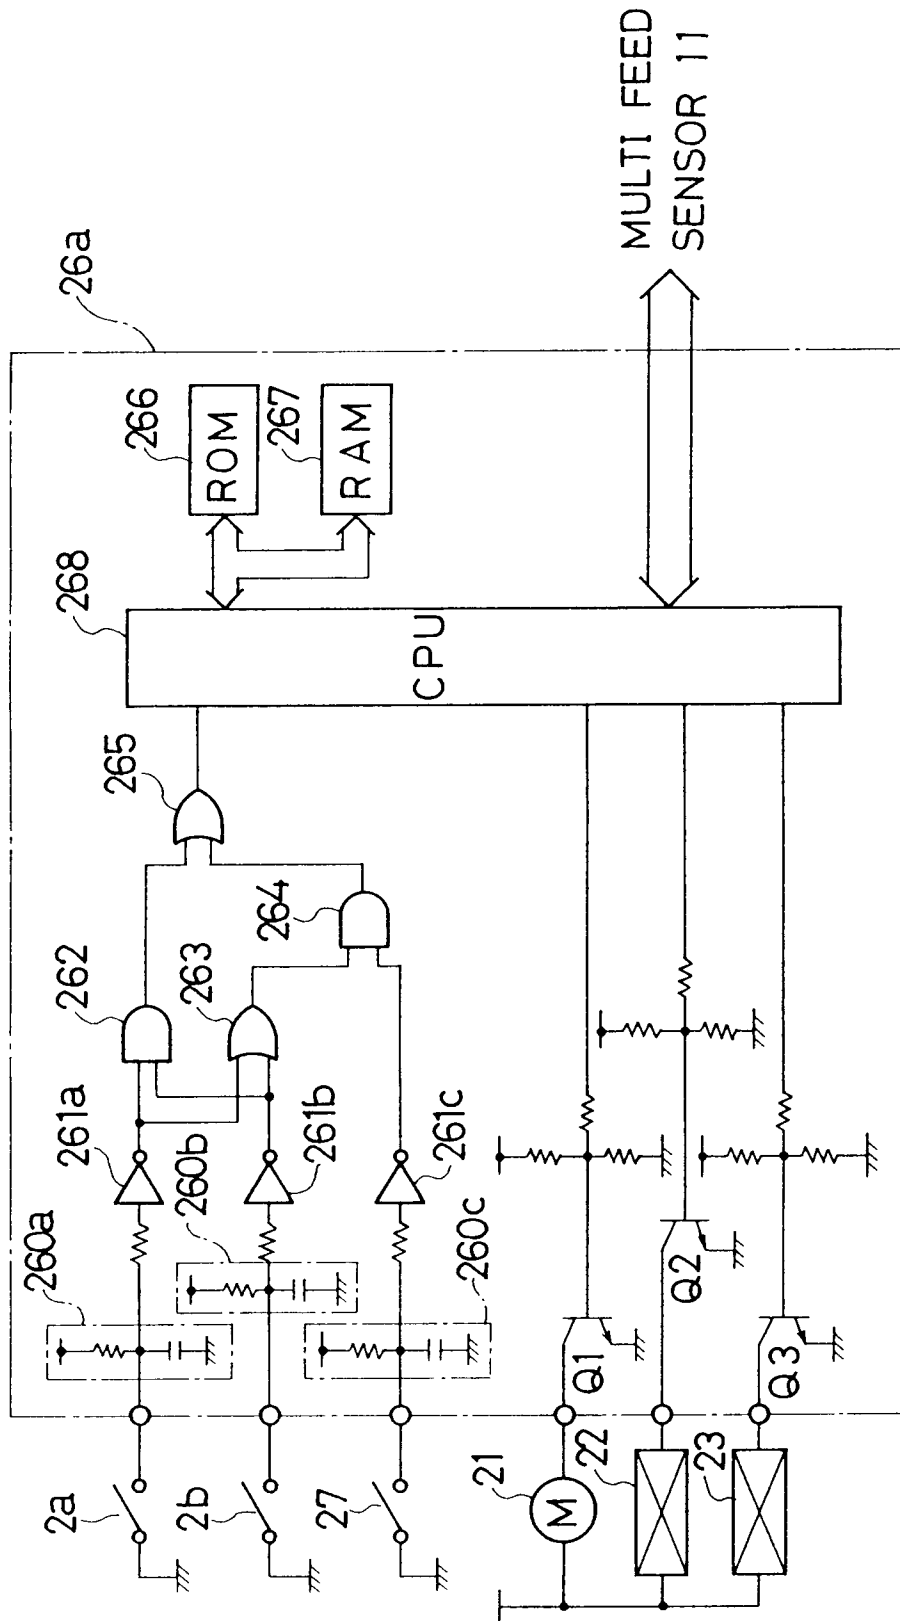 26a
260a
261a
262
265
268
266
ROM
267
RAM
2a
260b
261b
263
264
2b
260c
261c
27
CPU
MULTI FEED
SENSOR 11
21
M
Q1
22
Q2
23
Q3